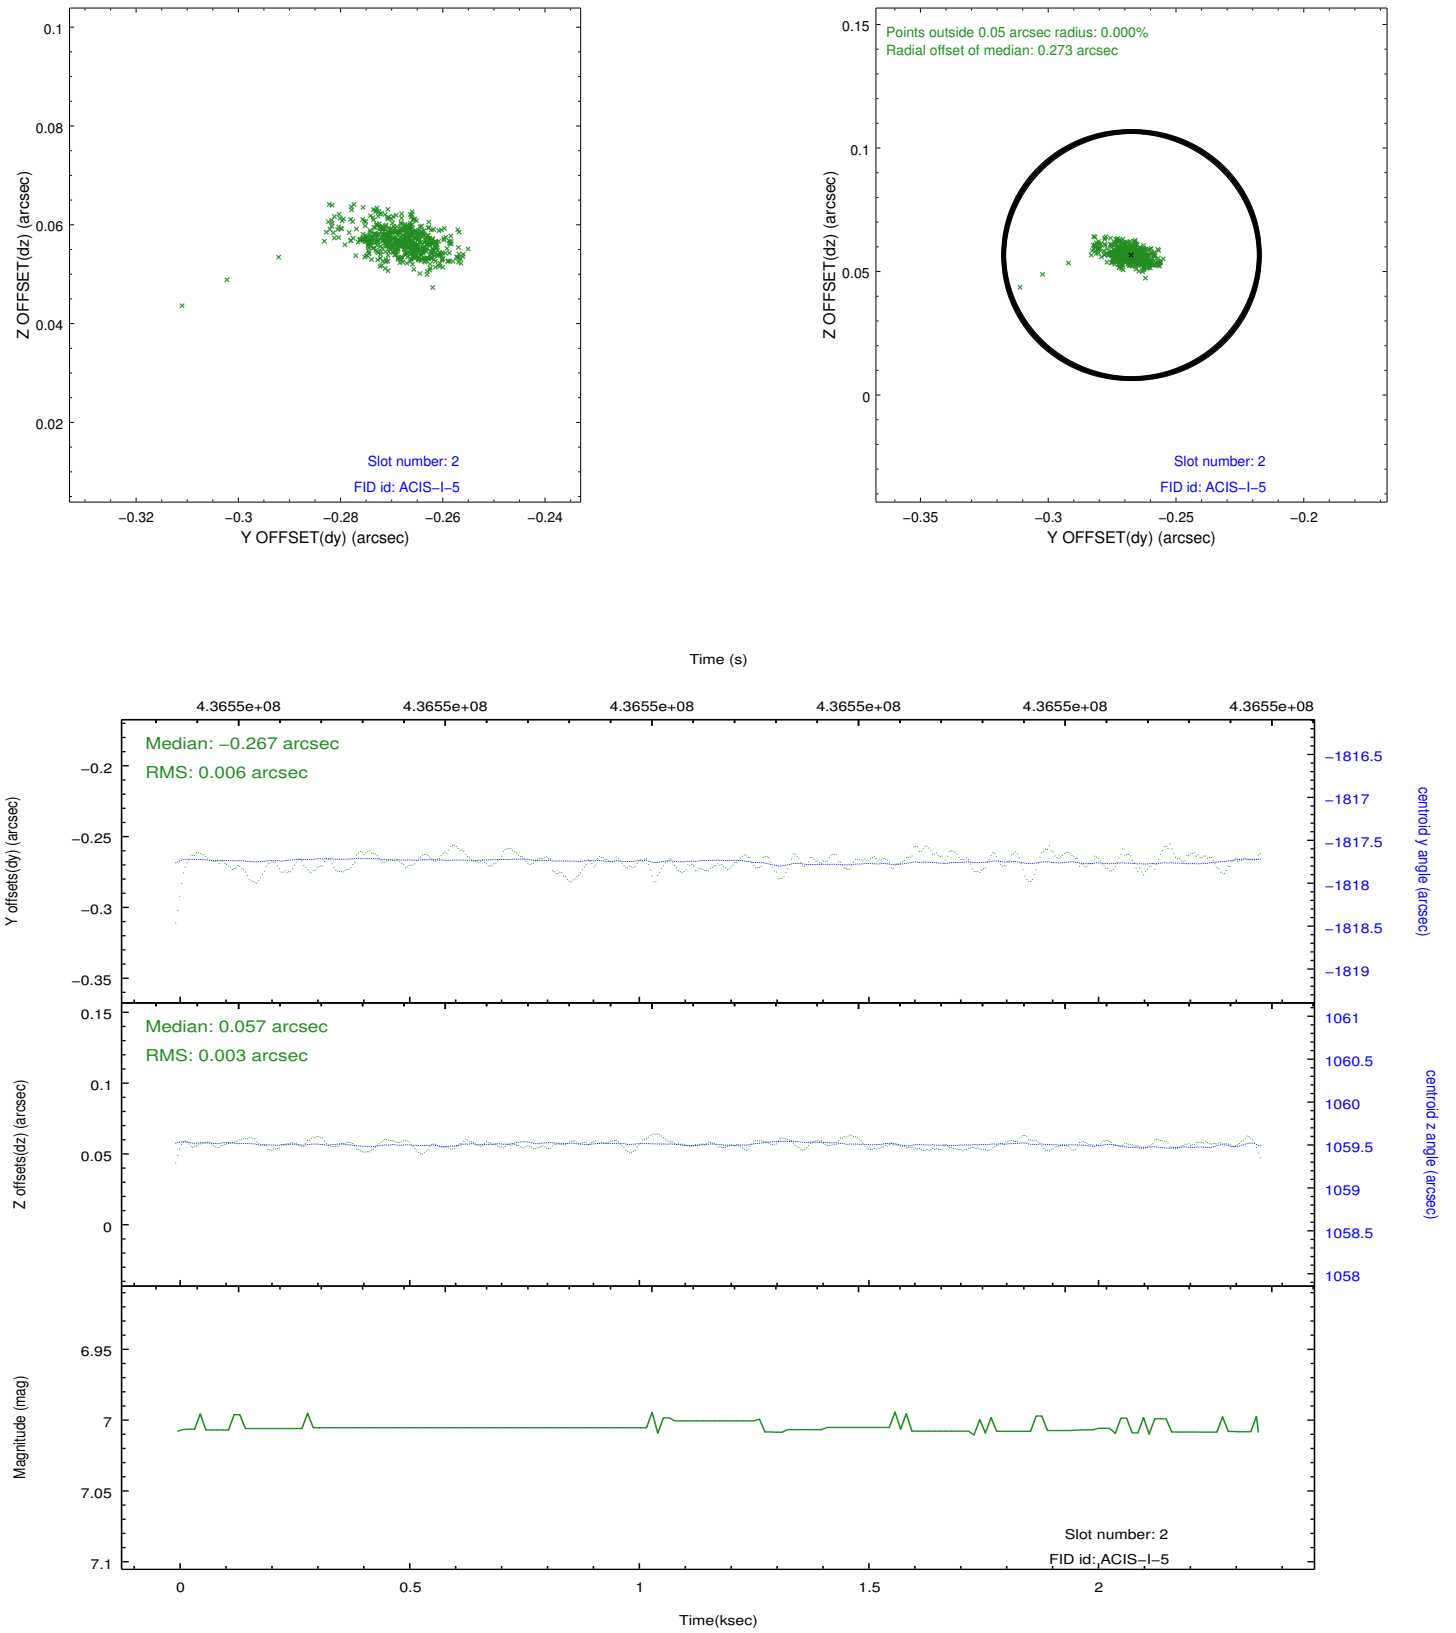 0.1
0.08
0.06
0.04
0.02
Z OFFSET(dz) (arcsec)
Slot number: 2
FID id: ACIS−I−5
−0.32
−0.3
−0.28
−0.26
−0.24
Y OFFSET(dy) (arcsec)
Points outside 0.05 arcsec radius: 0.000%
Radial offset of median: 0.273 arcsec
0.15
0.1
0.05
0
Z OFFSET(dz) (arcsec)
Slot number: 2
FID id: ACIS−I−5
−0.35
−0.3
−0.25
−0.2
Y OFFSET(dy) (arcsec)
Time (s)
4.3655e+08
4.3655e+08
4.3655e+08
4.3655e+08
4.3655e+08
4.3655e+08
Median: −0.267 arcsec
RMS: 0.006 arcsec
−0.2
−0.25
−0.3
−0.35
Y offsets(dy) (arcsec)
−1816.5
−1817
−1817.5
−1818
−1818.5
−1819
centroid y angle (arcsec)
Median: 0.057 arcsec
RMS: 0.003 arcsec
0.15
0.1
0.05
0
Z offsets(dz) (arcsec)
1061
1060.5
1060
1059.5
1059
1058.5
1058
centroid z angle (arcsec)
6.95
7
7.05
7.1
Magnitude (mag)
Slot number: 2
FID id: ACIS−I−5
0
0.5
1
1.5
2
Time(ksec)